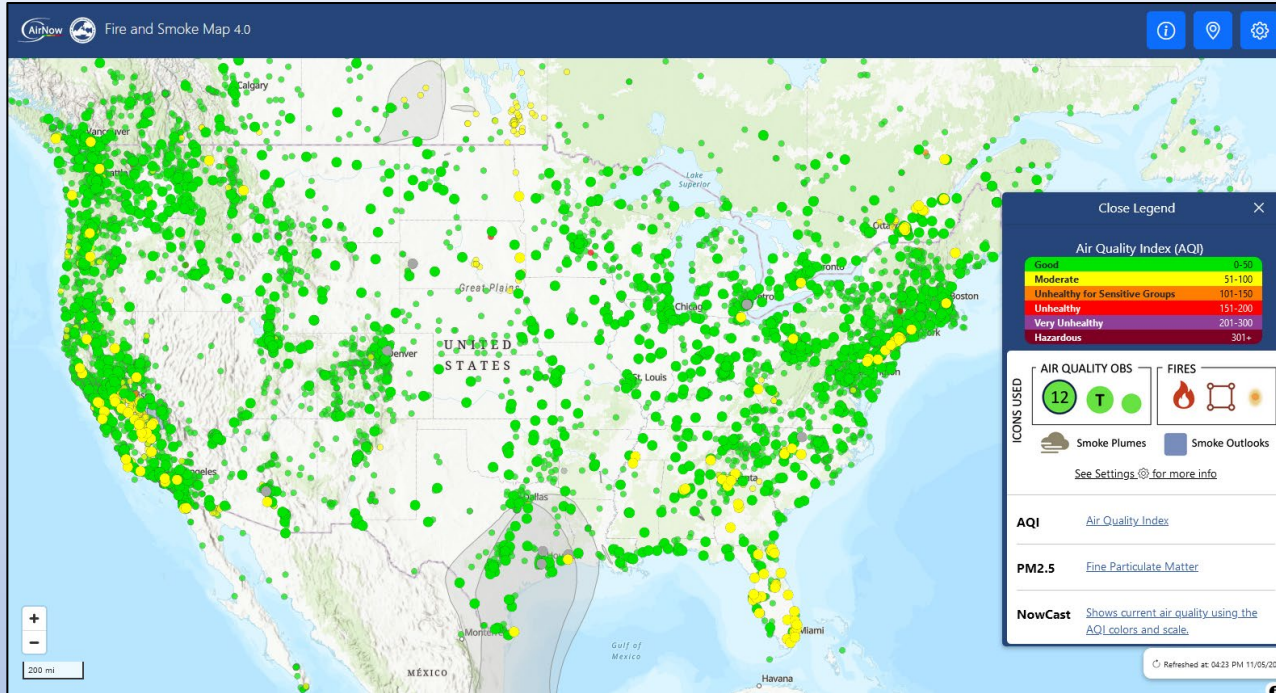 AirNow Fire and Smoke Map 4.0
Calgary
Vancouver
Lake
Superior
Great Plains
Chicago
Toronto
Boston
Denver
UNITED
STATES
St. Louis
Dallas
Monterrey
MÉXICO
Gulf of
Mexico
Miami
Havana
+
−
200 mi
Close Legend ×
Air Quality Index (AQI)
Good 0-50
Moderate 51-100
Unhealthy for Sensitive Groups 101-150
Unhealthy 151-200
Very Unhealthy 201-300
Hazardous 301+
ICONS USED
AIR QUALITY OBS
FIRES
12 T
Smoke Plumes
Smoke Outlooks
See Settings for more info
AQI Air Quality Index
PM2.5 Fine Particulate Matter
NowCast Shows current air quality using the
AQI colors and scale.
Refreshed at: 04:23 PM 11/05/20